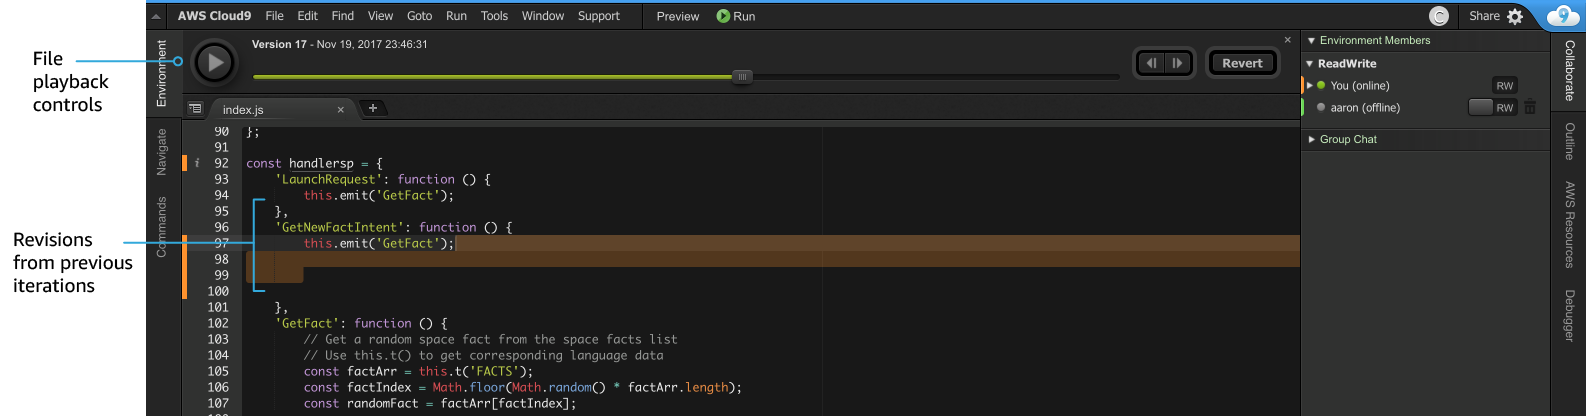 AWS Cloud9 File Edit Find View Goto Run Tools Window Support Preview Run C Share 9
File
playback
controls
Revisions
from previous
iterations
Environment
Navigate
Commands
Version 17 - Nov 19, 2017 23:46:31
Revert
index.js
90 };
91
92 const handlersp = {
93 'LaunchRequest': function () {
94 this.emit('GetFact');
95 },
96 'GetNewFactIntent': function () {
97 this.emit('GetFact');
98
99
100
101 },
102 'GetFact': function () {
103 // Get a random space fact from the space facts list
104 // Use this.t() to get corresponding language data
105 const factArr = this.t('FACTS');
106 const factIndex = Math.floor(Math.random() * factArr.length);
107 const randomFact = factArr[factIndex];
Environment Members
ReadWrite
You (online) RW
aaron (offline) RW
Group Chat
Collaborate
Outline
AWS Resources
Debugger